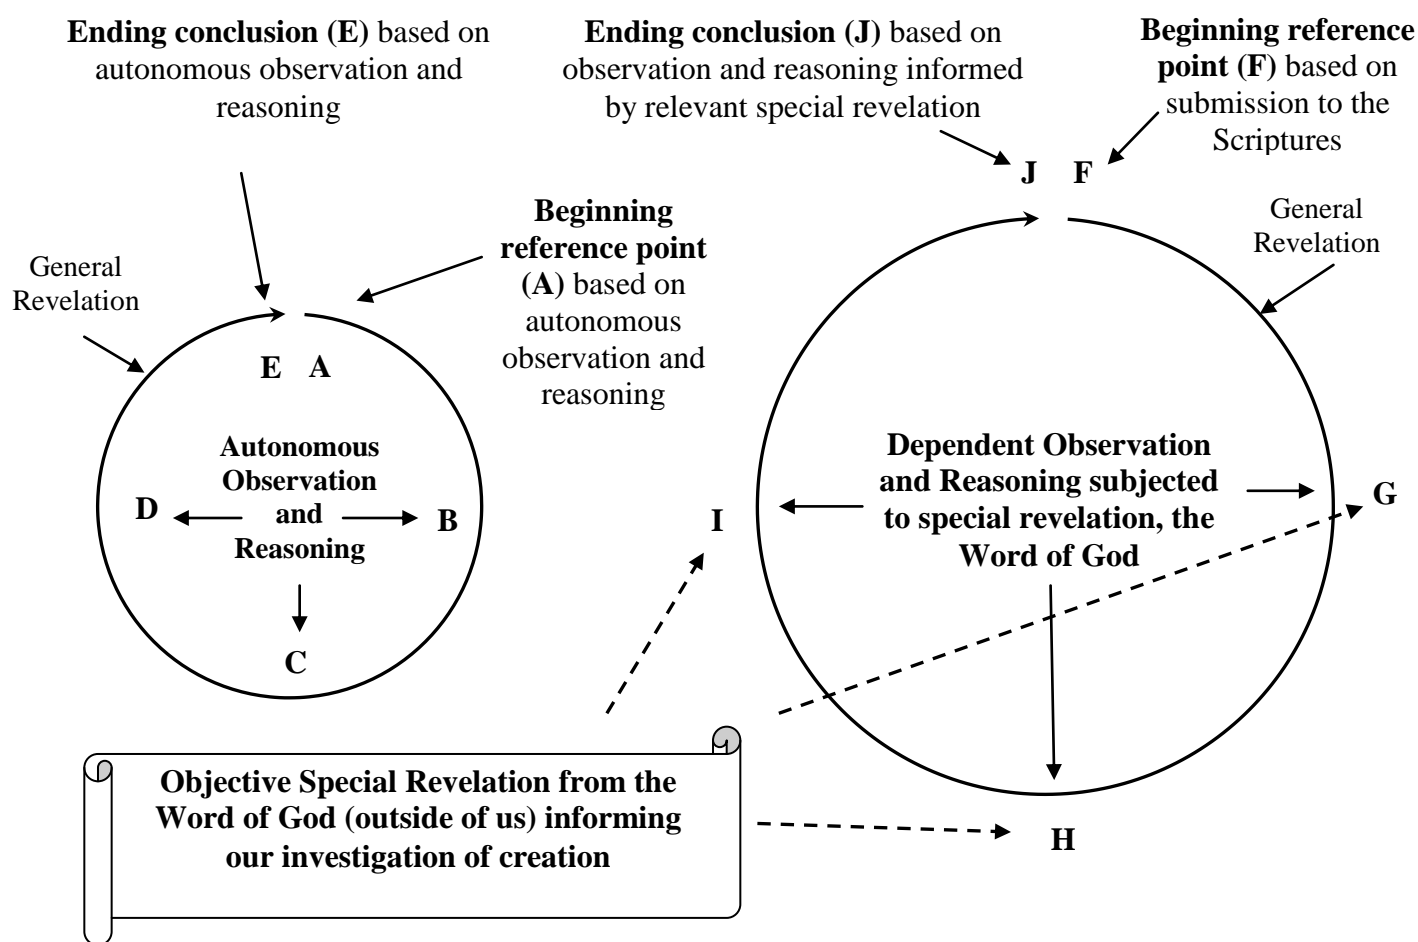 Ending conclusion (E) based on
autonomous observation and
reasoning
Ending conclusion (J) based on
observation and reasoning informed
by relevant special revelation
Beginning reference
point (F) based on
submission to the
Scriptures
J F
General
Revelation
Beginning
reference point
(A) based on
autonomous
observation and
reasoning
General
Revelation
E A
Autonomous
Observation
and
Reasoning
D
B
C
Dependent Observation
and Reasoning subjected
to special revelation, the
Word of God
I
G
H
Objective Special Revelation from the
Word of God (outside of us) informing
our investigation of creation